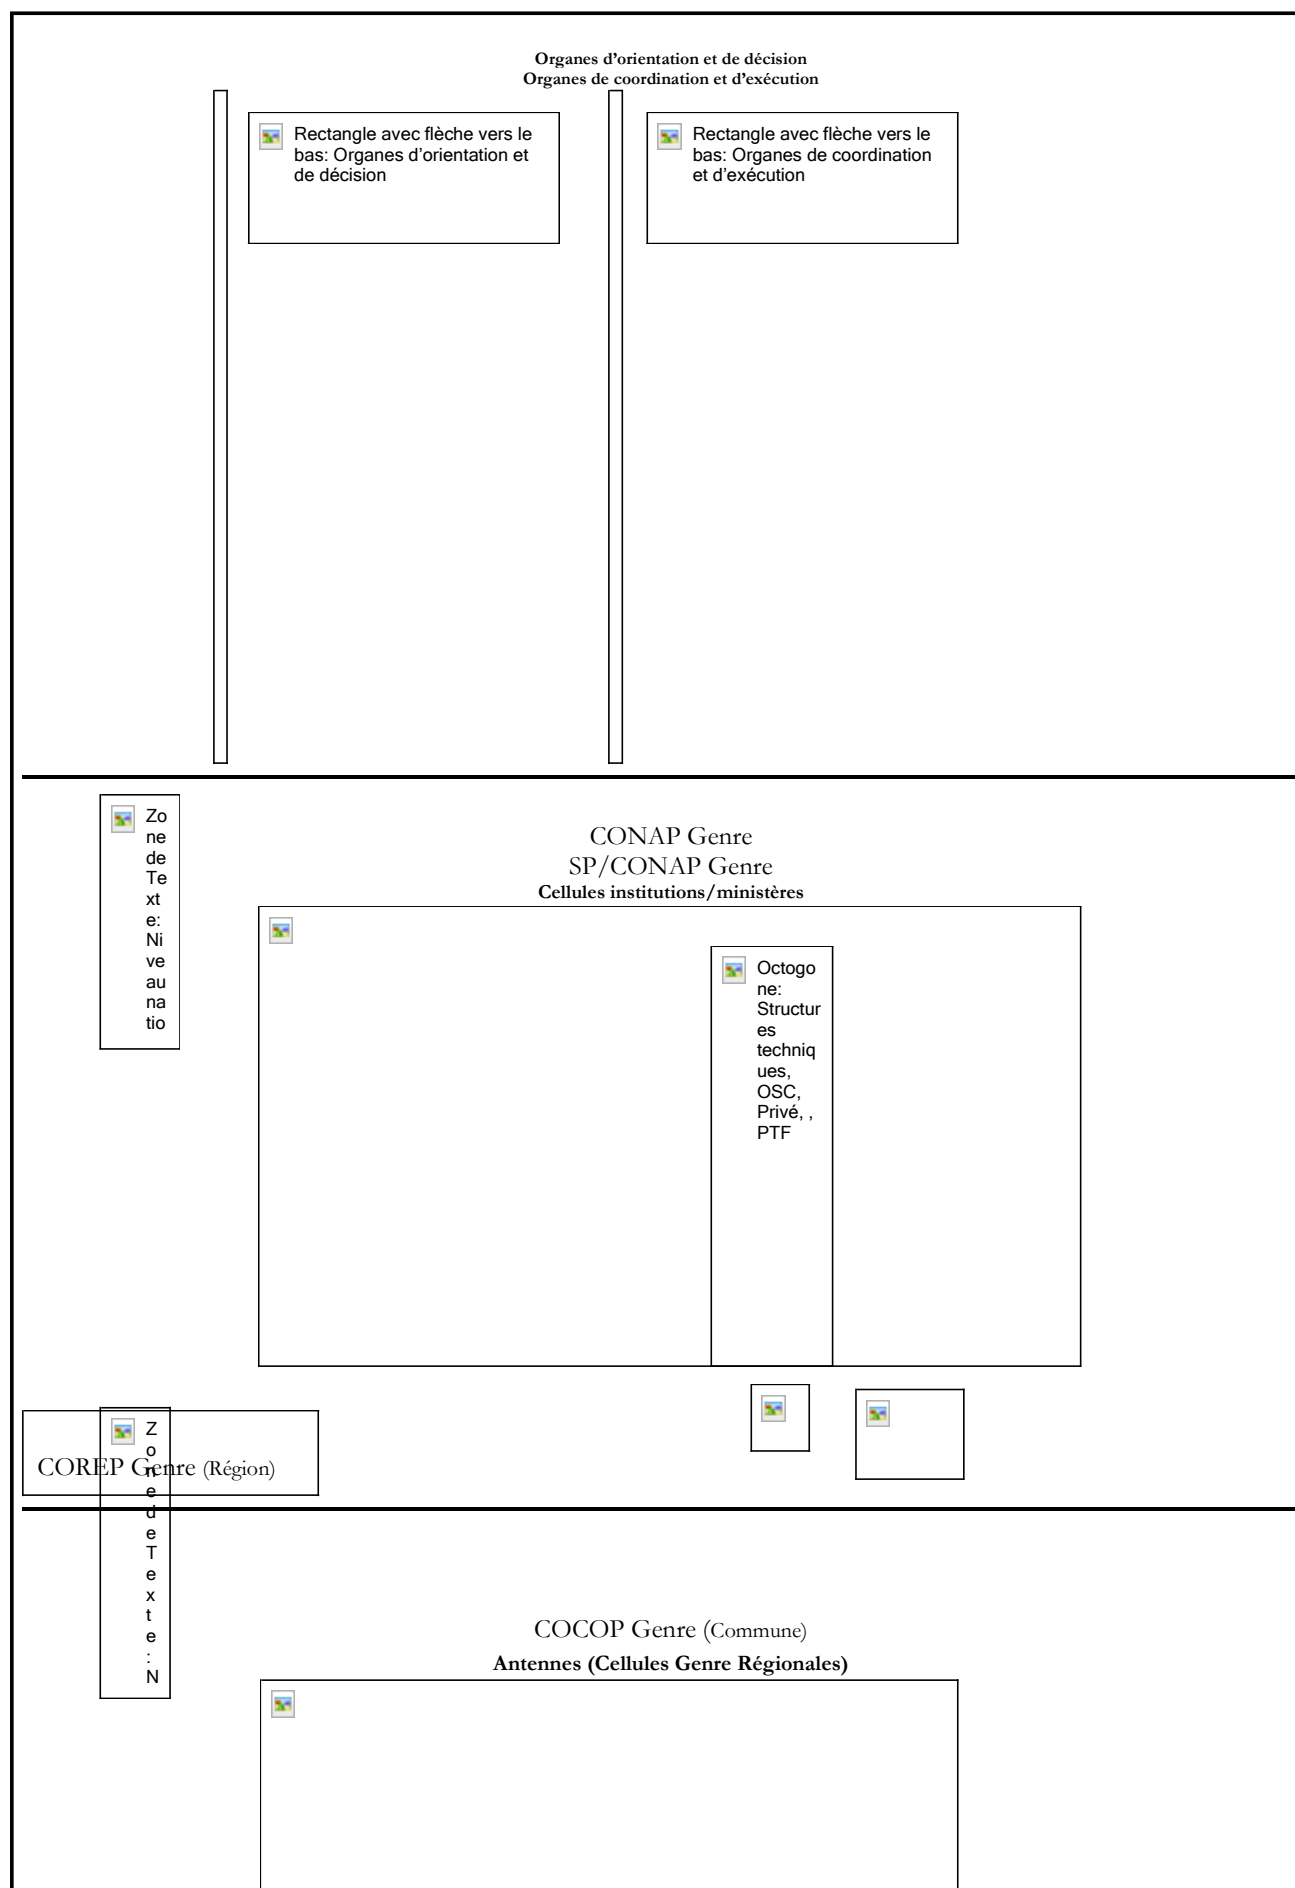 Organes d'orientation et de décision
Organes de coordination et d'exécution
Rectangle avec flèche vers le
bas: Organes d'orientation et
de décision
Rectangle avec flèche vers le
bas: Organes de coordination
et d'exécution
Zo
ne
de
Te
xt
e:
Ni
ve
au
na
tio
CONAP Genre
SP/CONAP Genre
Cellules institutions/ministères
Octogo
ne:
Structur
es
techniq
ues,
OSC,
Privé, ,
PTF
Z
o
n
e
d
e
T
e
x
t
e
:
N
COREP Genre (Région)
COCOP Genre (Commune)
Antennes (Cellules Genre Régionales)